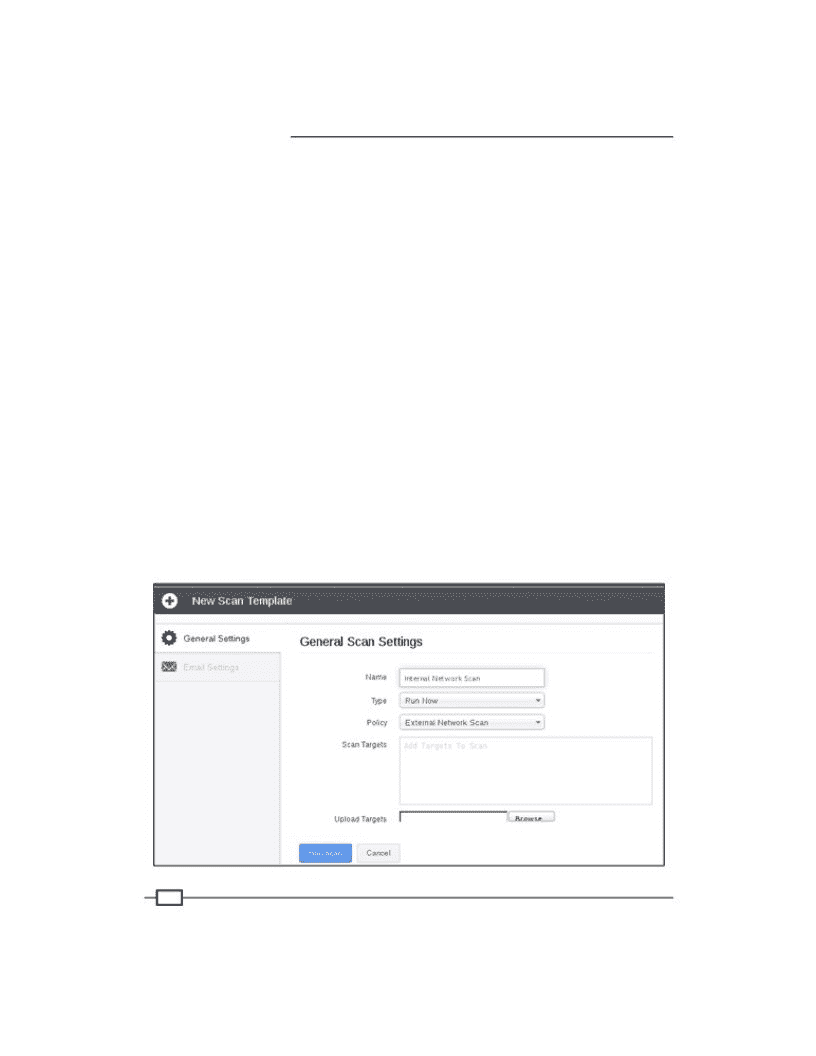 New Scan Template
General Settings
General Scan Settings
Email Settings
Name
Internal Network Scan
Type
Run Now
Policy
External Network Scan
Scan Targets
Add Targets To Scan
Upload Targets
Browse_
Cancel